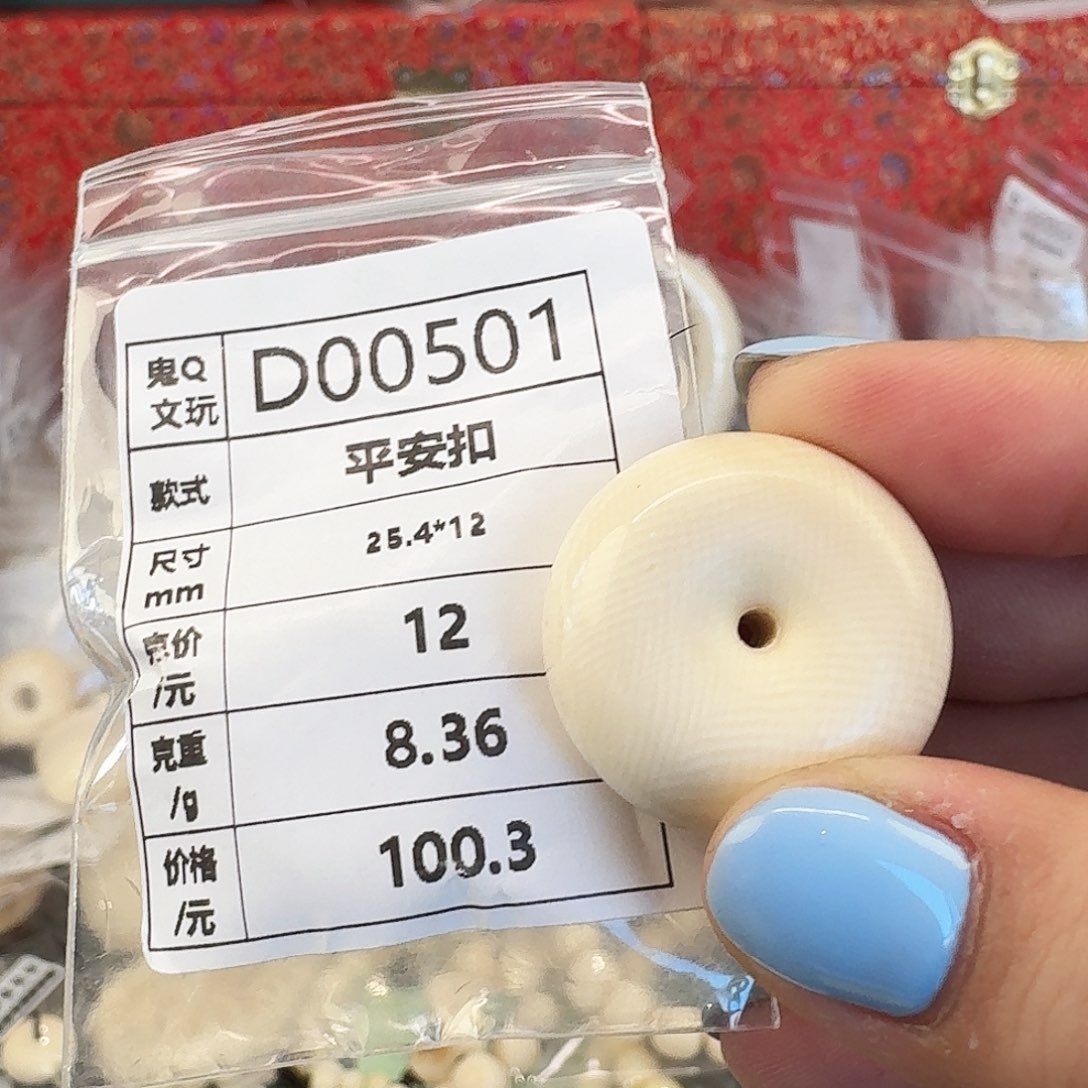 鬼Q
文玩
D00501
款式
平安扣
尺寸
mm
25.4*12
克价
/元
12
克重
/g
8.36
价格
/元
100.3